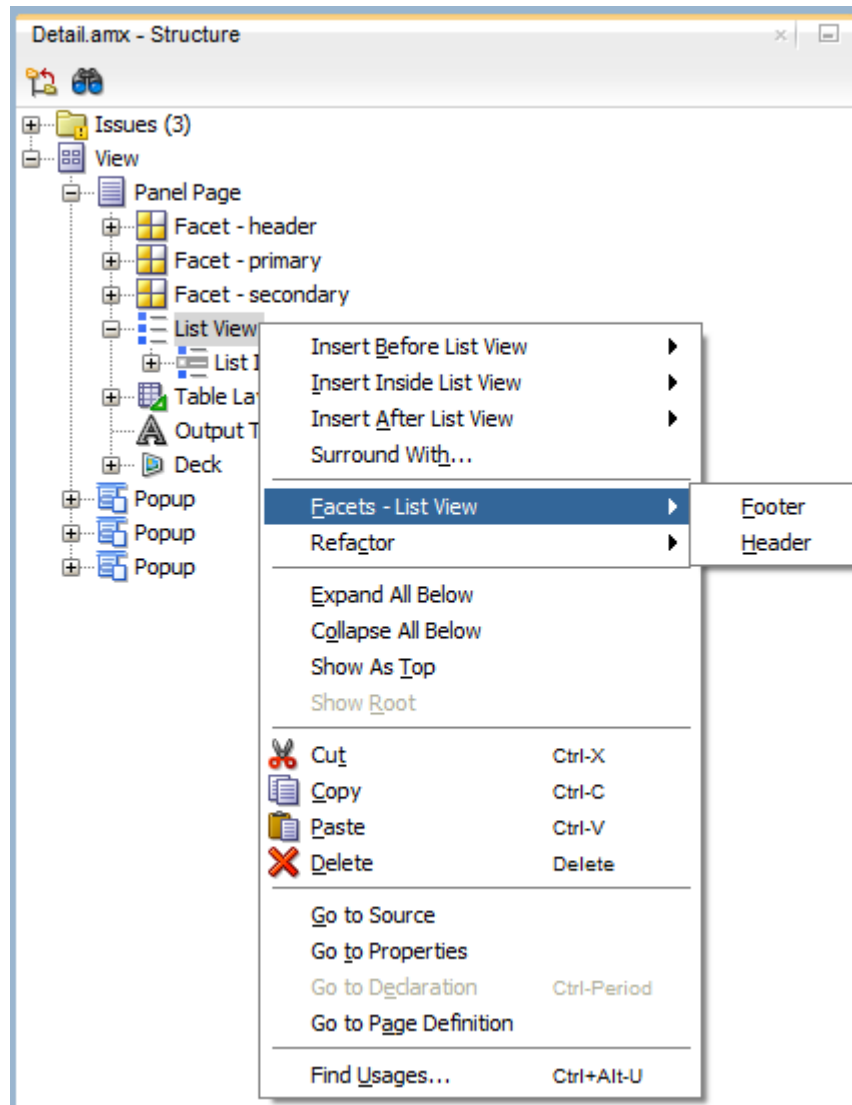 Detail.amx - Structure
Issues (3)
View
Panel Page
Facet - header
Facet - primary
Facet - secondary
List View
List
Table
Output
Deck
Popup
Popup
Popup
Insert Before List View
Insert Inside List View
Insert After List View
Surround With...
Facets - List View
Refactor
Footer
Header
Expand All Below
Collapse All Below
Show As Top
Show Root
Cut Ctrl-X
Copy Ctrl-C
Paste Ctrl-V
Delete Delete
Go to Source
Go to Properties
Go to Declaration Ctrl-Period
Go to Page Definition
Find Usages... Ctrl+Alt-U